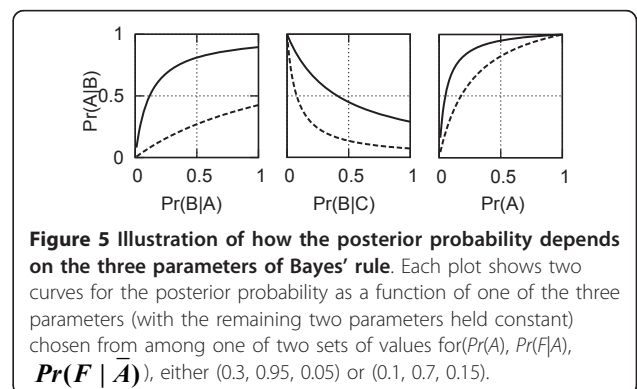 1
0.5
0
Pr(A|B)
0 0.5 1 0 0.5 1 0 0.5 1
Pr(B|A) Pr(B|C) Pr(A)
Figure 5 Illustration of how the posterior probability depends
on the three parameters of Bayes' rule. Each plot shows two
curves for the posterior probability as a function of one of the three
parameters (with the remaining two parameters held constant)
chosen from among one of two sets of values for(Pr(A), Pr(F|A),
Pr(F | A̅)), either (0.3, 0.95, 0.05) or (0.1, 0.7, 0.15).